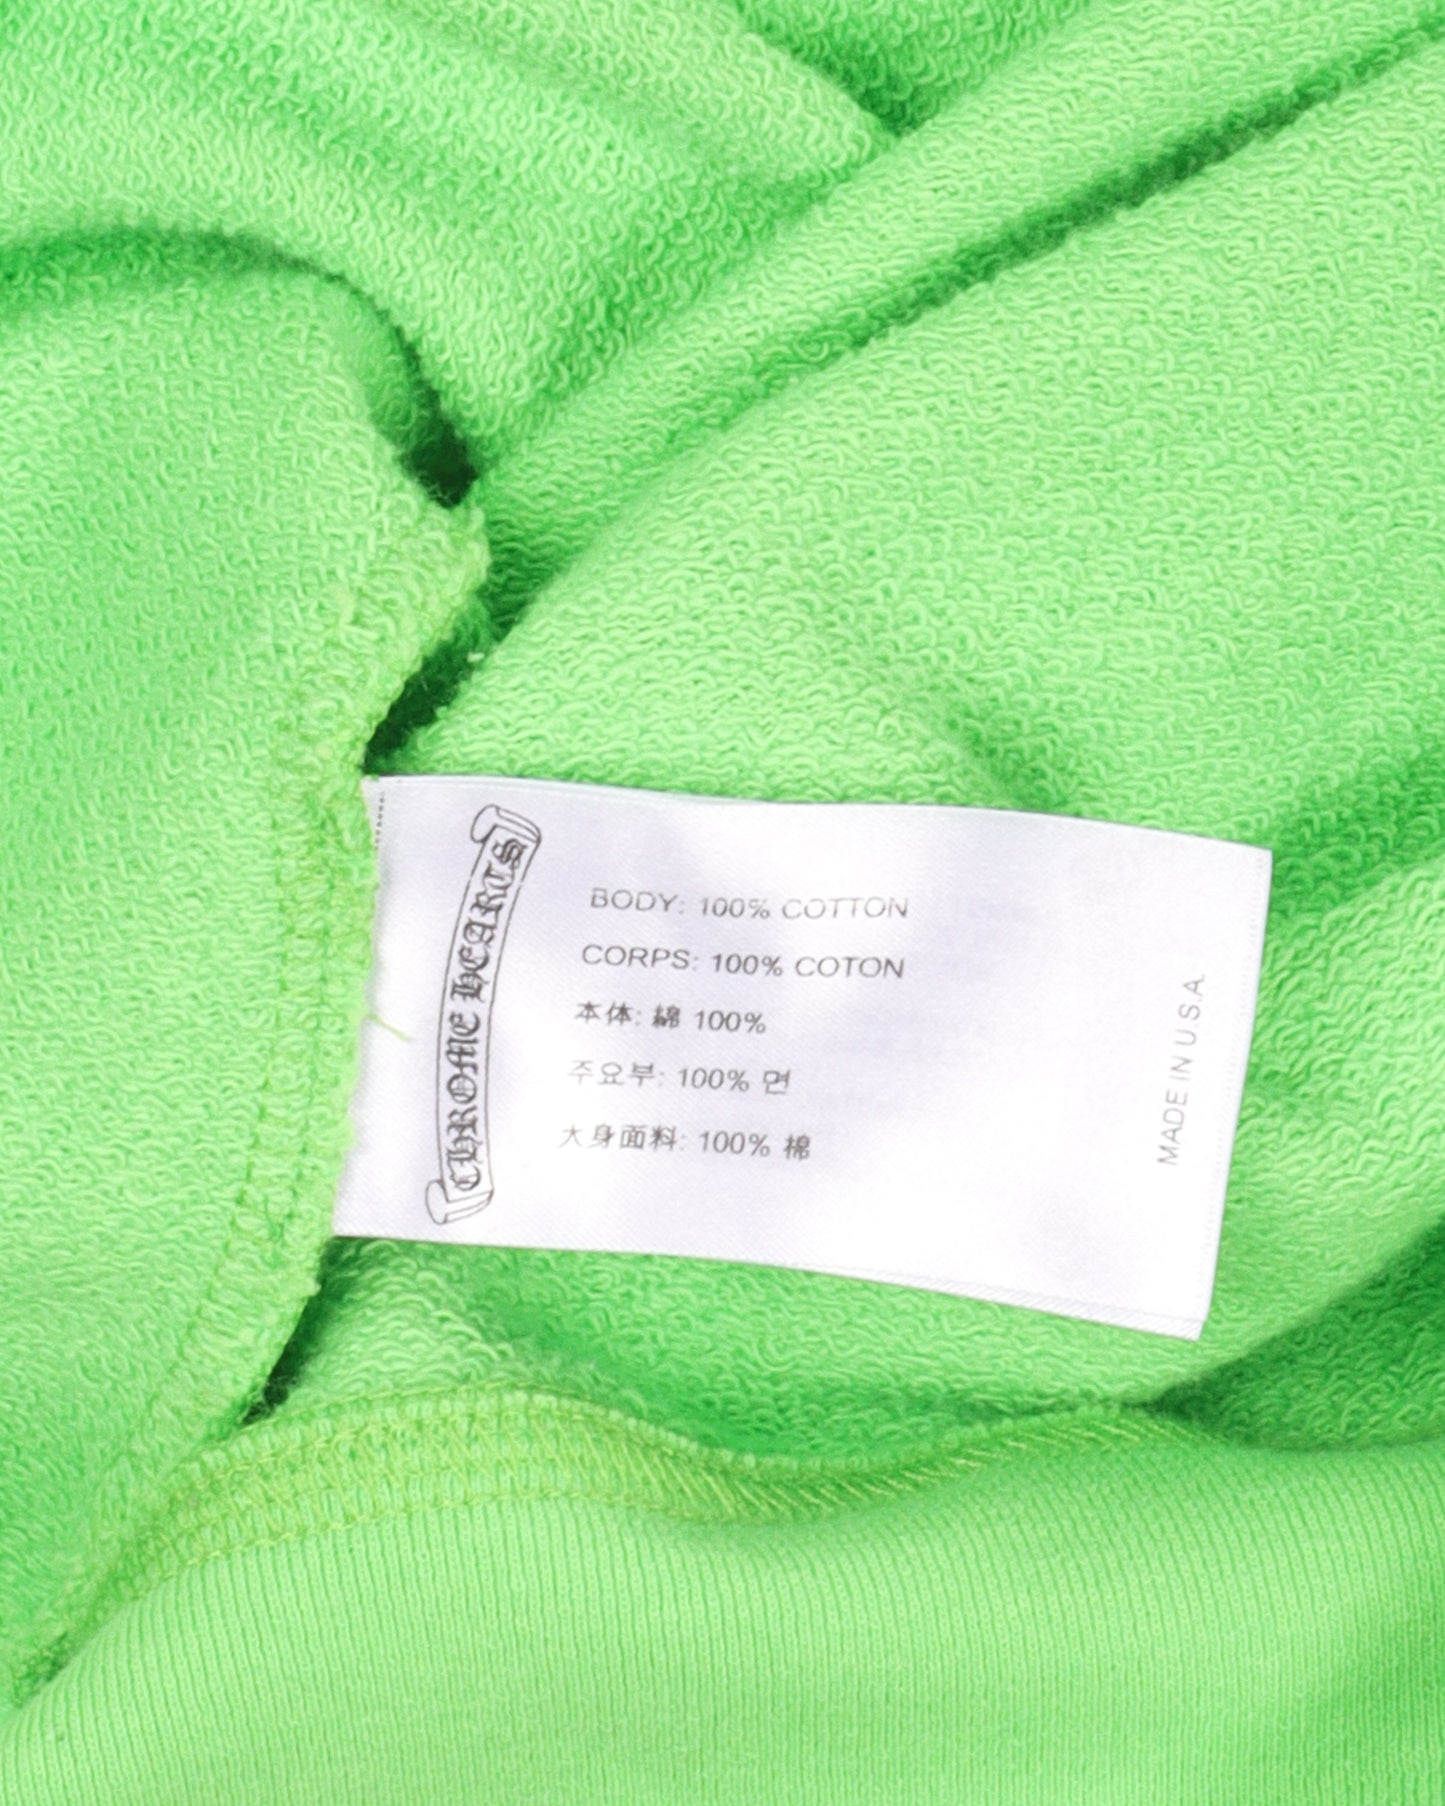 CHROME HEARTS
BODY: 100% COTTON
CORPS: 100% COTON
本体: 綿 100%
주요부: 100% 면
大身面料: 100% 棉
MADE IN U.S.A.